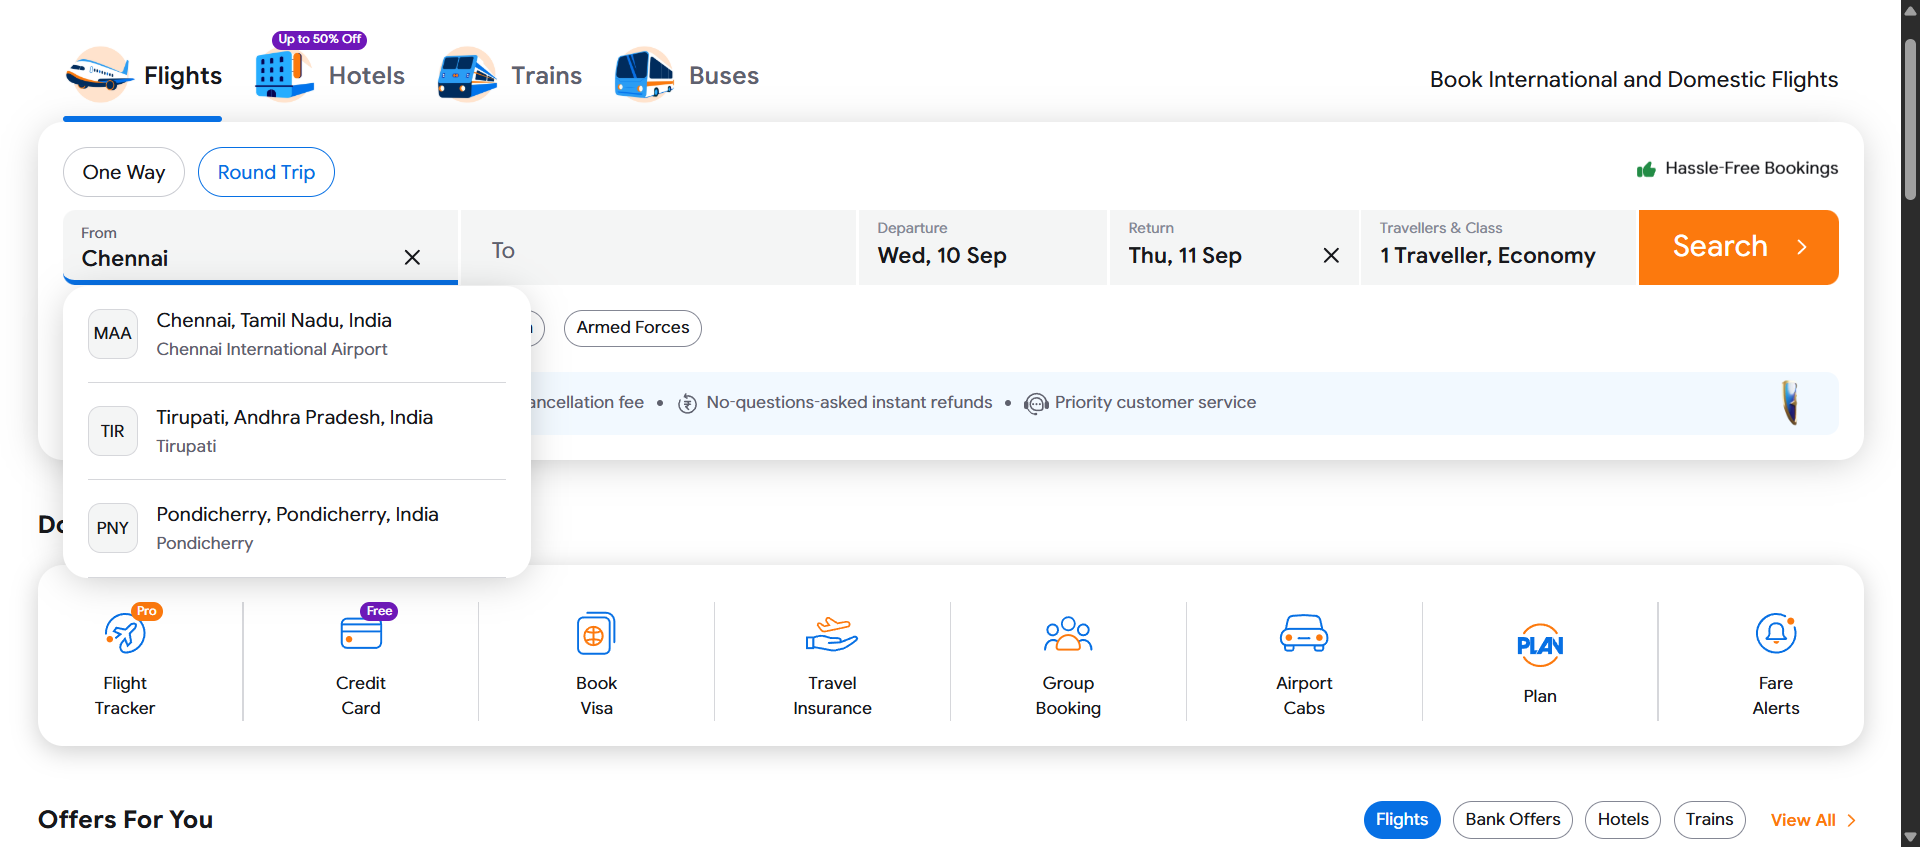 Up to 50% Off
Flights
Hotels
Trains
Buses
Book International and Domestic Flights
One Way
Round Trip
Hassle-Free Bookings
From
Chennai
To
Departure
Wed, 10 Sep
Return
Thu, 11 Sep
Travellers & Class
1 Traveller, Economy
Search
MAA
Chennai, Tamil Nadu, India
Chennai International Airport
Armed Forces
TIR
Tirupati, Andhra Pradesh, India
Tirupati
ancellation fee • No-questions-asked instant refunds • Priority customer service
PNY
Pondicherry, Pondicherry, India
Pondicherry
Do
Pro
Flight
Tracker
Free
Credit
Card
Book
Visa
Travel
Insurance
Group
Booking
Airport
Cabs
PLAN
Plan
Fare
Alerts
Offers For You
Flights
Bank Offers
Hotels
Trains
View All